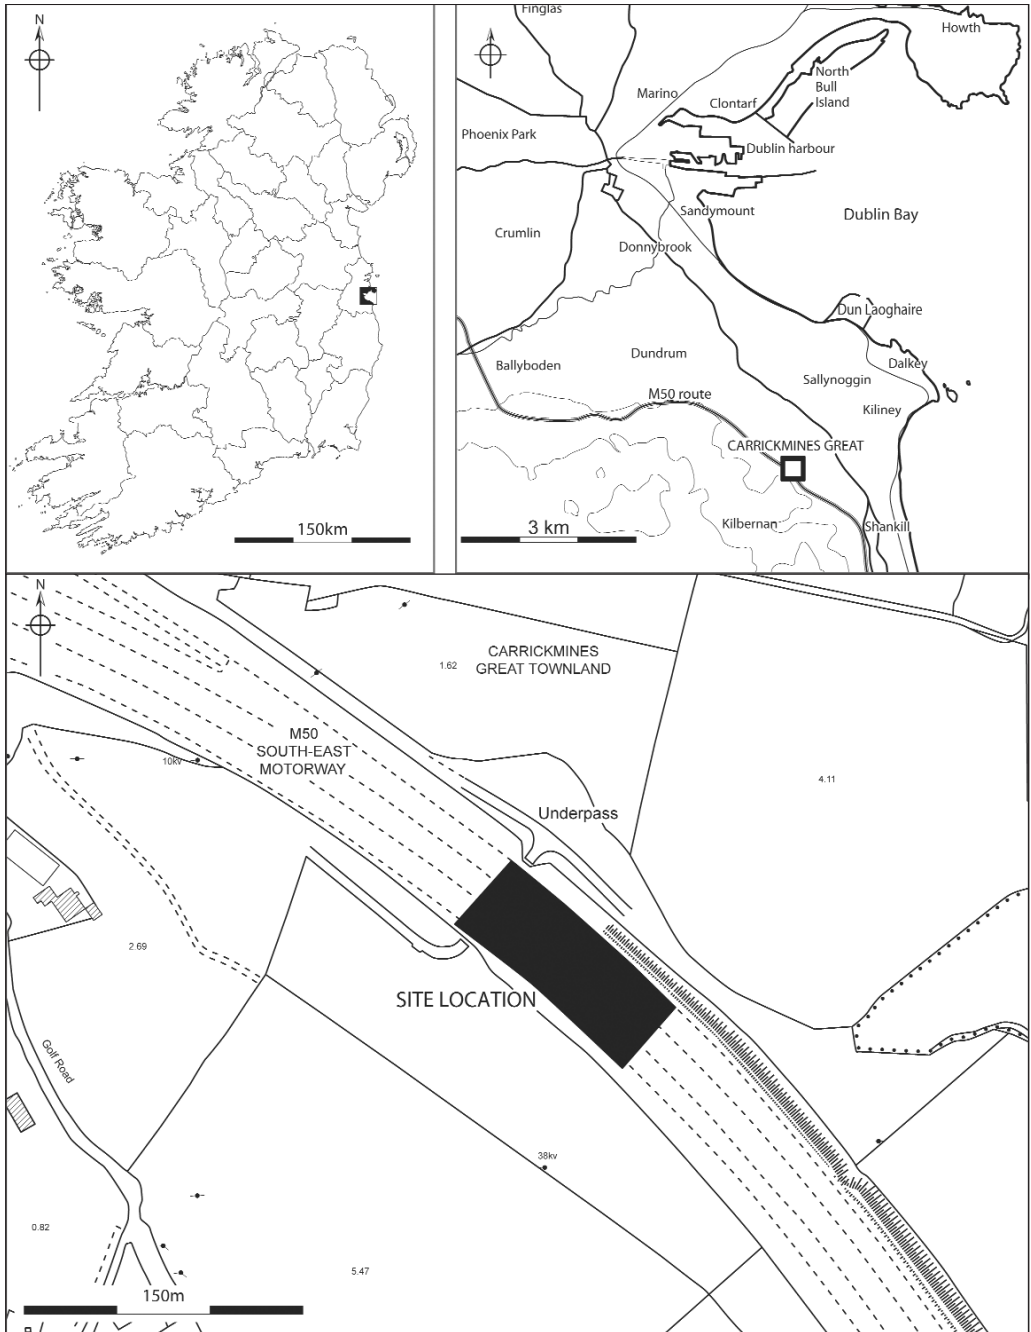 N
150km
Finglas
Howth
Marino
North
Bull
Island
Clontarf
Phoenix Park
Dublin harbour
Sandymount
Dublin Bay
Crumlin
Donnybrook
Dun Laoghaire
Ballyboden
Dundrum
Dalkey
Sallynoggin
M50 route
Kiliney
CARRICKMINES GREAT
3 km
Kilbernan
Shankill
N
CARRICKMINES
GREAT TOWNLAND
1.62
M50
SOUTH-EAST
MOTORWAY
10kv
4.11
Underpass
2.69
SITE LOCATION
Golf Road
38kv
0.82
5.47
150m